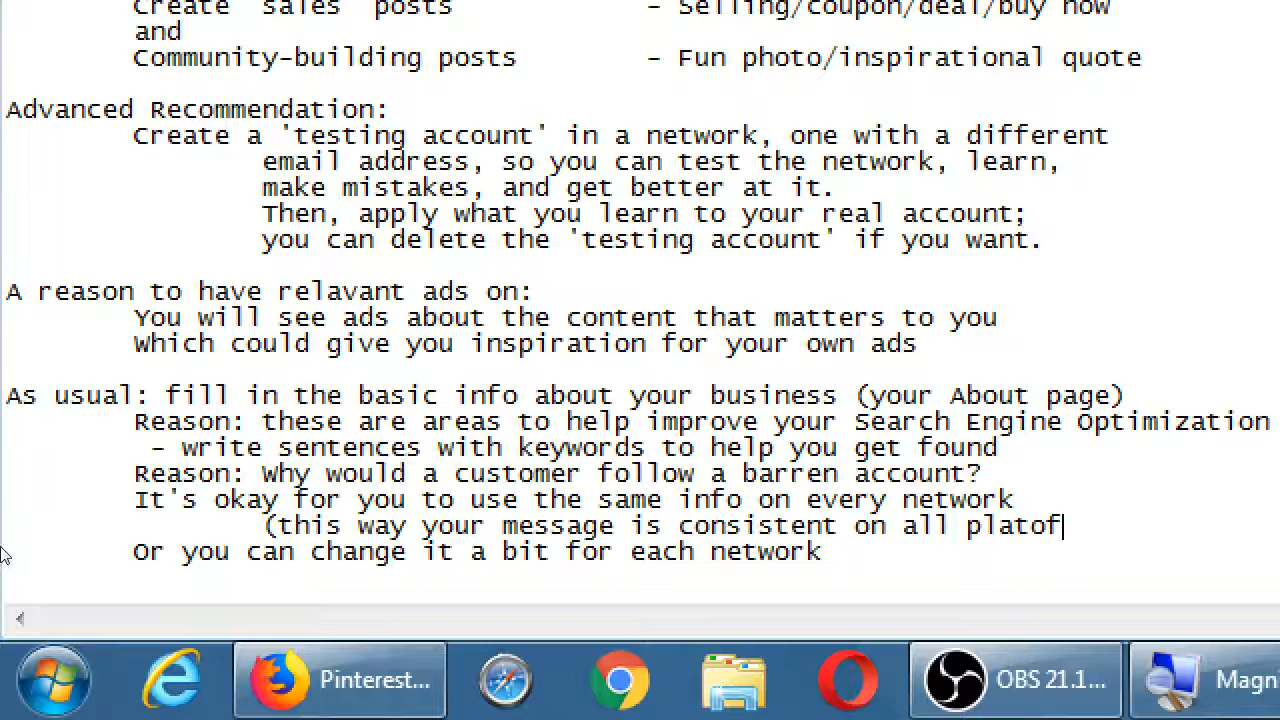 Create 'sales' posts - Selling/coupon/deal/buy now
and
Community-building posts - Fun photo/inspirational quote
Advanced Recommendation:
Create a 'testing account' in a network, one with a different
email address, so you can test the network, learn,
make mistakes, and get better at it.
Then, apply what you learn to your real account;
you can delete the 'testing account' if you want.
A reason to have relavant ads on:
You will see ads about the content that matters to you
Which could give you inspiration for your own ads
As usual: fill in the basic info about your business (your About page)
Reason: these are areas to help improve your Search Engine Optimization
- write sentences with keywords to help you get found
Reason: Why would a customer follow a barren account?
It's okay for you to use the same info on every network
(this way your message is consistent on all platof
Or you can change it a bit for each network
Pinterest... OBS 21.1... Magn